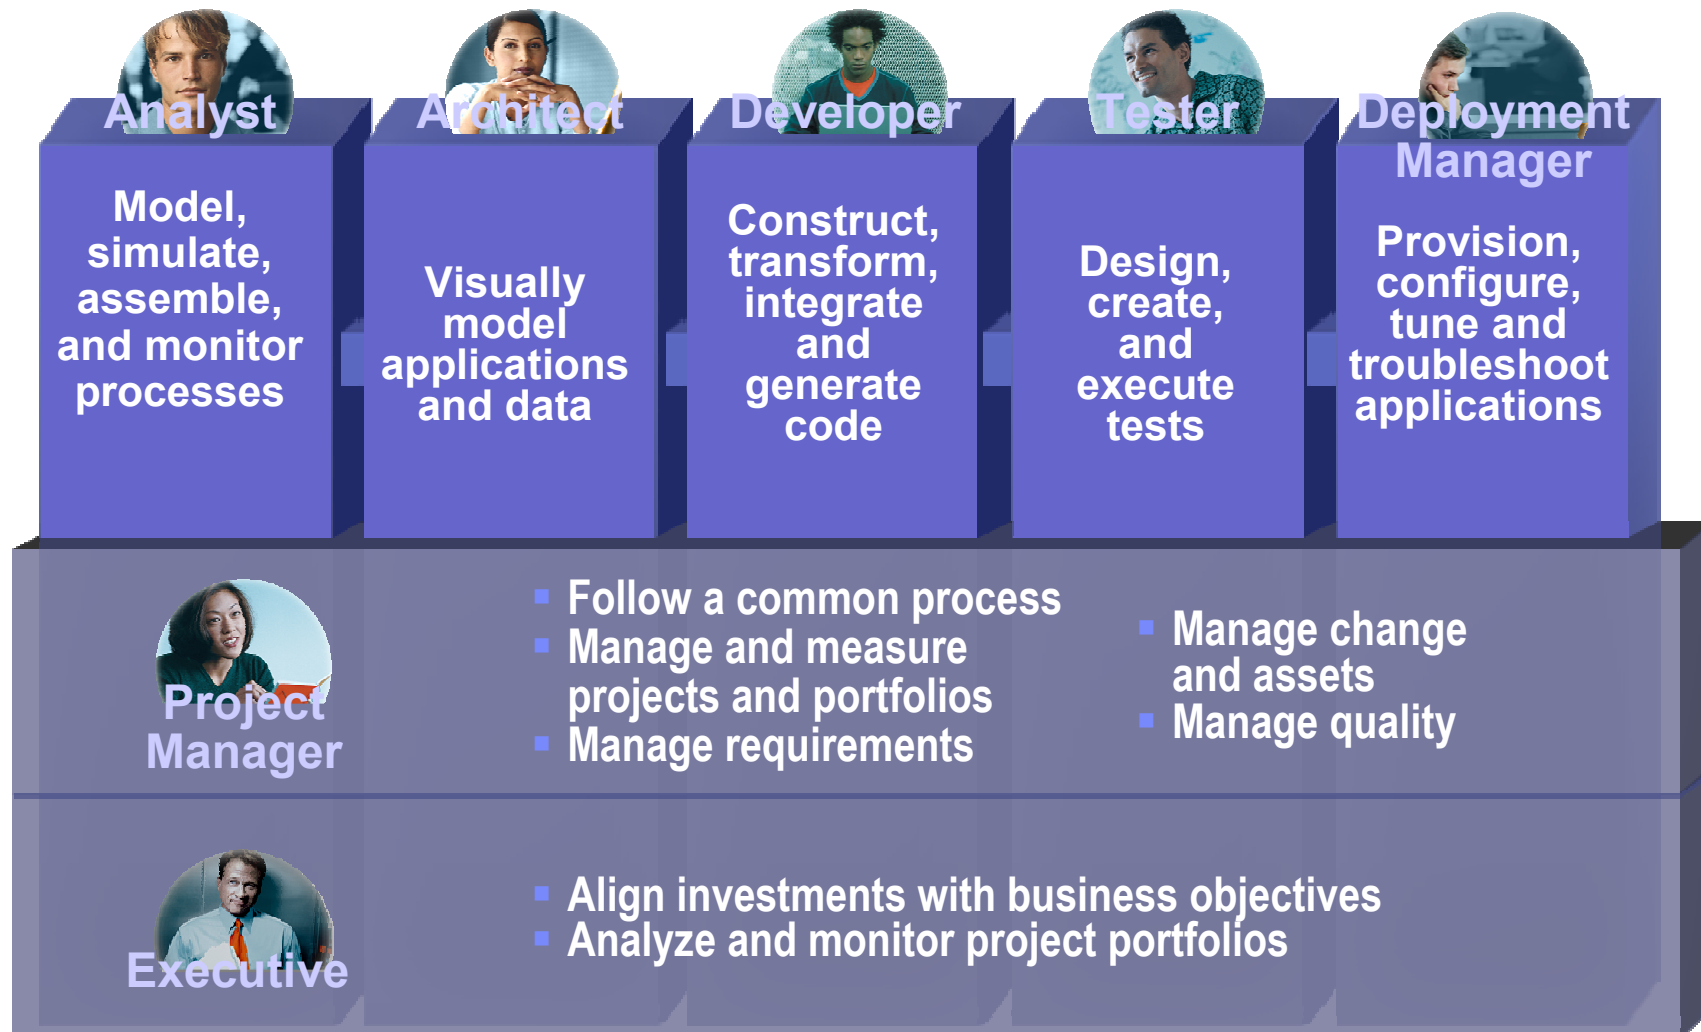 Analyst
Model,
simulate,
assemble,
and monitor
processes
Architect
Visually
model
applications
and data
Developer
Construct,
transform,
integrate
and
generate
code
Tester
Design,
create,
and
execute
tests
Deployment
Manager
Provision,
configure,
tune and
troubleshoot
applications
Project
Manager
▪ Follow a common process
▪ Manage and measure
projects and portfolios
▪ Manage requirements
▪ Manage change
and assets
▪ Manage quality
Executive
▪ Align investments with business objectives
▪ Analyze and monitor project portfolios